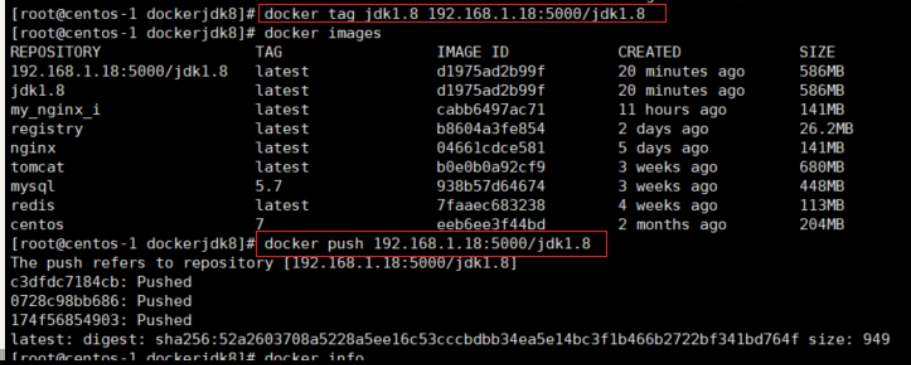 [root@centos-1 dockerjdk8]# docker tag jdk1.8 192.168.1.18:5000/jdk1.8
[root@centos-1 dockerjdk8]# docker images
REPOSITORY TAG IMAGE ID CREATED SIZE
192.168.1.18:5000/jdk1.8 latest d1975ad2b99f 20 minutes ago 586MB
jdk1.8 latest d1975ad2b99f 20 minutes ago 586MB
my_nginx_i latest cabb6497ac71 11 hours ago 141MB
registry latest b8604a3fe854 2 days ago 26.2MB
nginx latest 04661cdce581 5 days ago 141MB
tomcat latest b0e0b0a92cf9 3 weeks ago 680MB
mysql 5.7 938b57d64674 3 weeks ago 448MB
redis latest 7faaec683238 4 weeks ago 113MB
centos 7 eeb6ee3f44bd 2 months ago 204MB
[root@centos-1 dockerjdk8]# docker push 192.168.1.18:5000/jdk1.8
The push refers to repository [192.168.1.18:5000/jdk1.8]
c3dfdc7184cb: Pushed
0728c98bb686: Pushed
174f56854903: Pushed
latest: digest: sha256:52a2603708a5228a5ee16c53cccbdbb34ea5e14bc3f1b466b2722bf341bd764f size: 949
[root@centos-1 dockerjdk8]# docker info